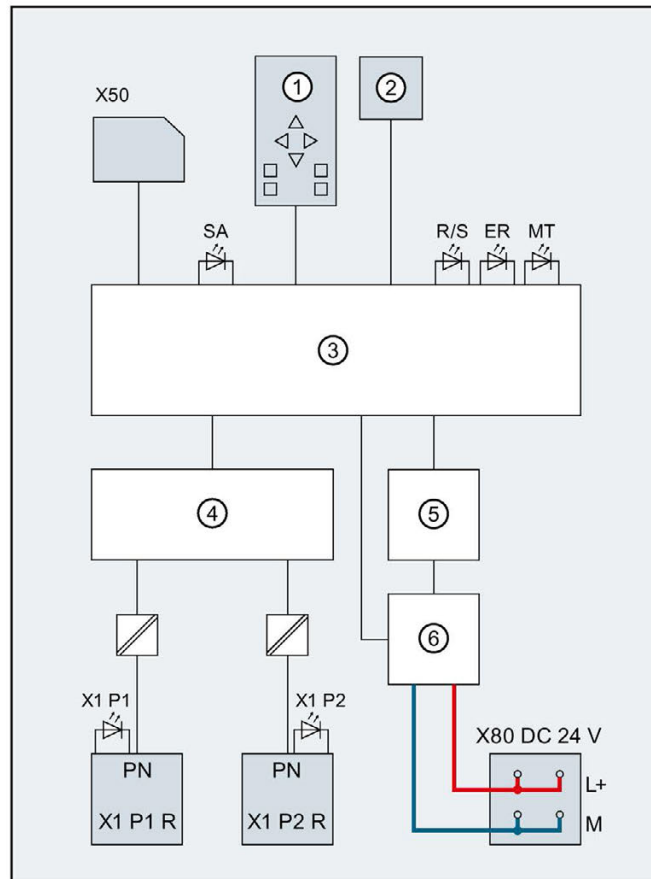 X50
①
②
SA
R/S ER MT
③
④
⑤
⑥
X1 P1
X1 P2
X80 DC 24 V
PN
PN
L+
X1 P1 R
X1 P2 R
M